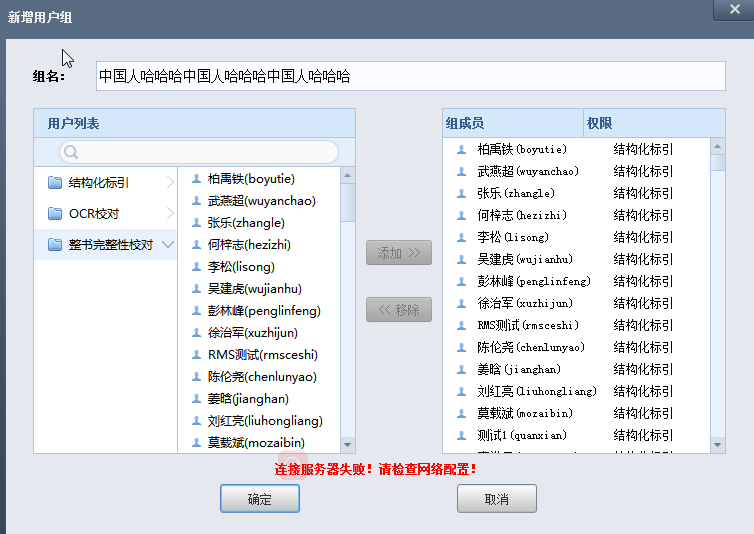 新增用户组
组名：
中国人哈哈哈中国人哈哈哈中国人哈哈哈
用户列表
结构化标引
OCR校对
整书完整性校对
柏禹铁(boyutie)
武燕超(wuyanchao)
张乐(zhangle)
何梓志(hezizhi)
李松(lisong)
吴建虎(wujianhu)
彭林峰(penglinfeng)
徐治军(xuzhijun)
RMS测试(rmsceshi)
陈伦尧(chenlunyao)
姜晗(jianghan)
刘红亮(liuhongliang)
莫载斌(mozaibin)
添加 >>
<< 移除
组成员 权限
柏禹铁(boyutie) 结构化标引
武燕超(wuyanchao) 结构化标引
张乐(zhangle) 结构化标引
何梓志(hezizhi) 结构化标引
李松(lisong) 结构化标引
吴建虎(wujianhu) 结构化标引
彭林峰(penglinfeng) 结构化标引
徐治军(xuzhijun) 结构化标引
RMS测试(rmsceshi) 结构化标引
陈伦尧(chenlunyao) 结构化标引
姜晗(jianghan) 结构化标引
刘红亮(liuhongliang) 结构化标引
莫载斌(mozaibin) 结构化标引
测试1(quanxian) 结构化标引
连接服务器失败！请检查网络配置！
确定
取消